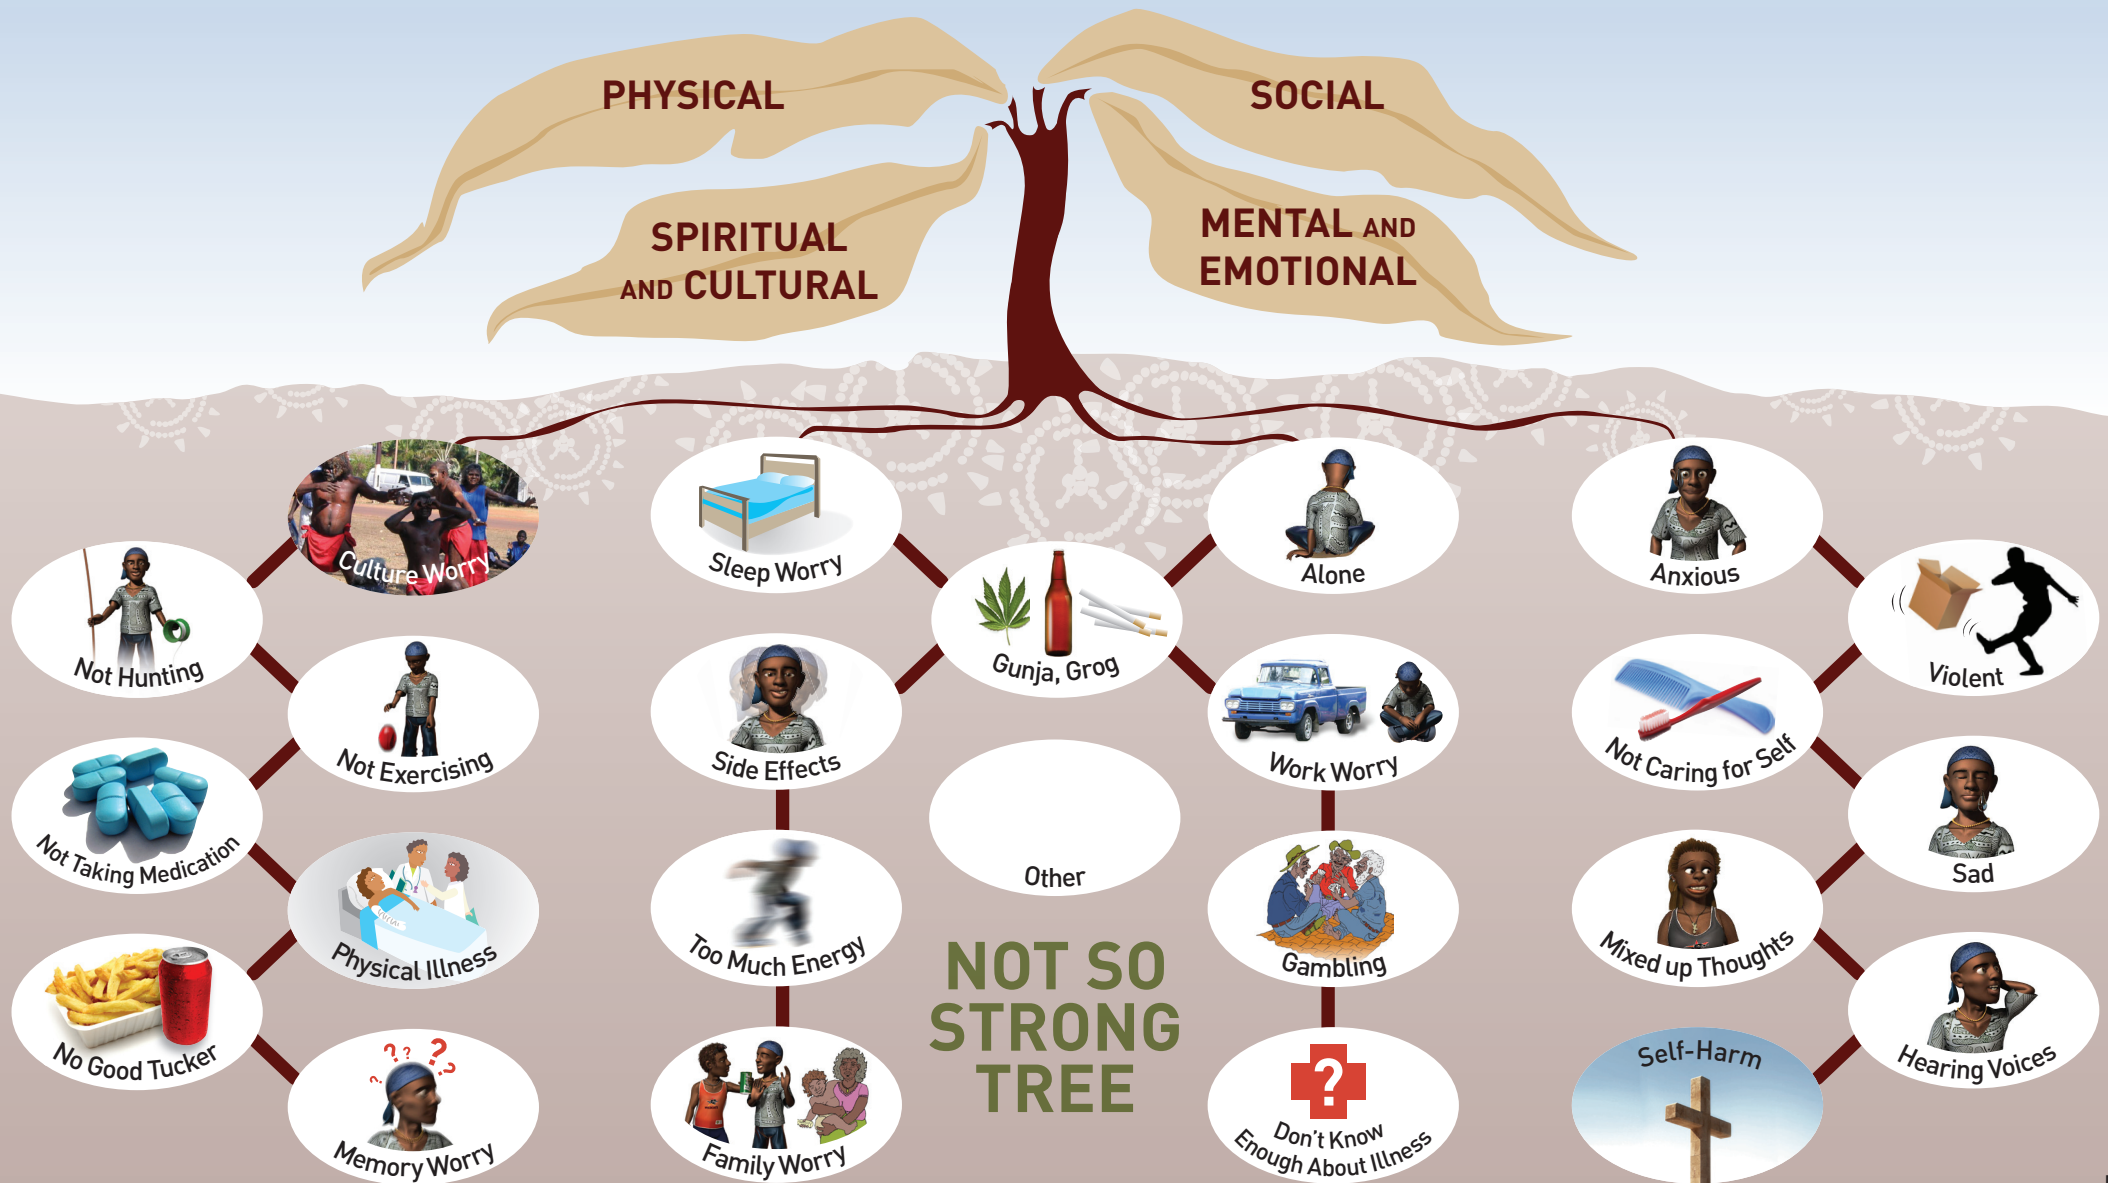 PHYSICAL
SOCIAL
SPIRITUAL
AND CULTURAL
MENTAL AND
EMOTIONAL
Culture Worry
Not Hunting
Not Exercising
Not Taking Medication
Physical Illness
No Good Tucker
Memory Worry
Sleep Worry
Gunja, Grog
Side Effects
Too Much Energy
Family Worry
Other
NOT SO
STRONG
TREE
Alone
Work Worry
Gambling
?
Don't Know
Enough About Illness
Anxious
Violent
Not Caring for Self
Sad
Mixed up Thoughts
Hearing Voices
Self-Harm